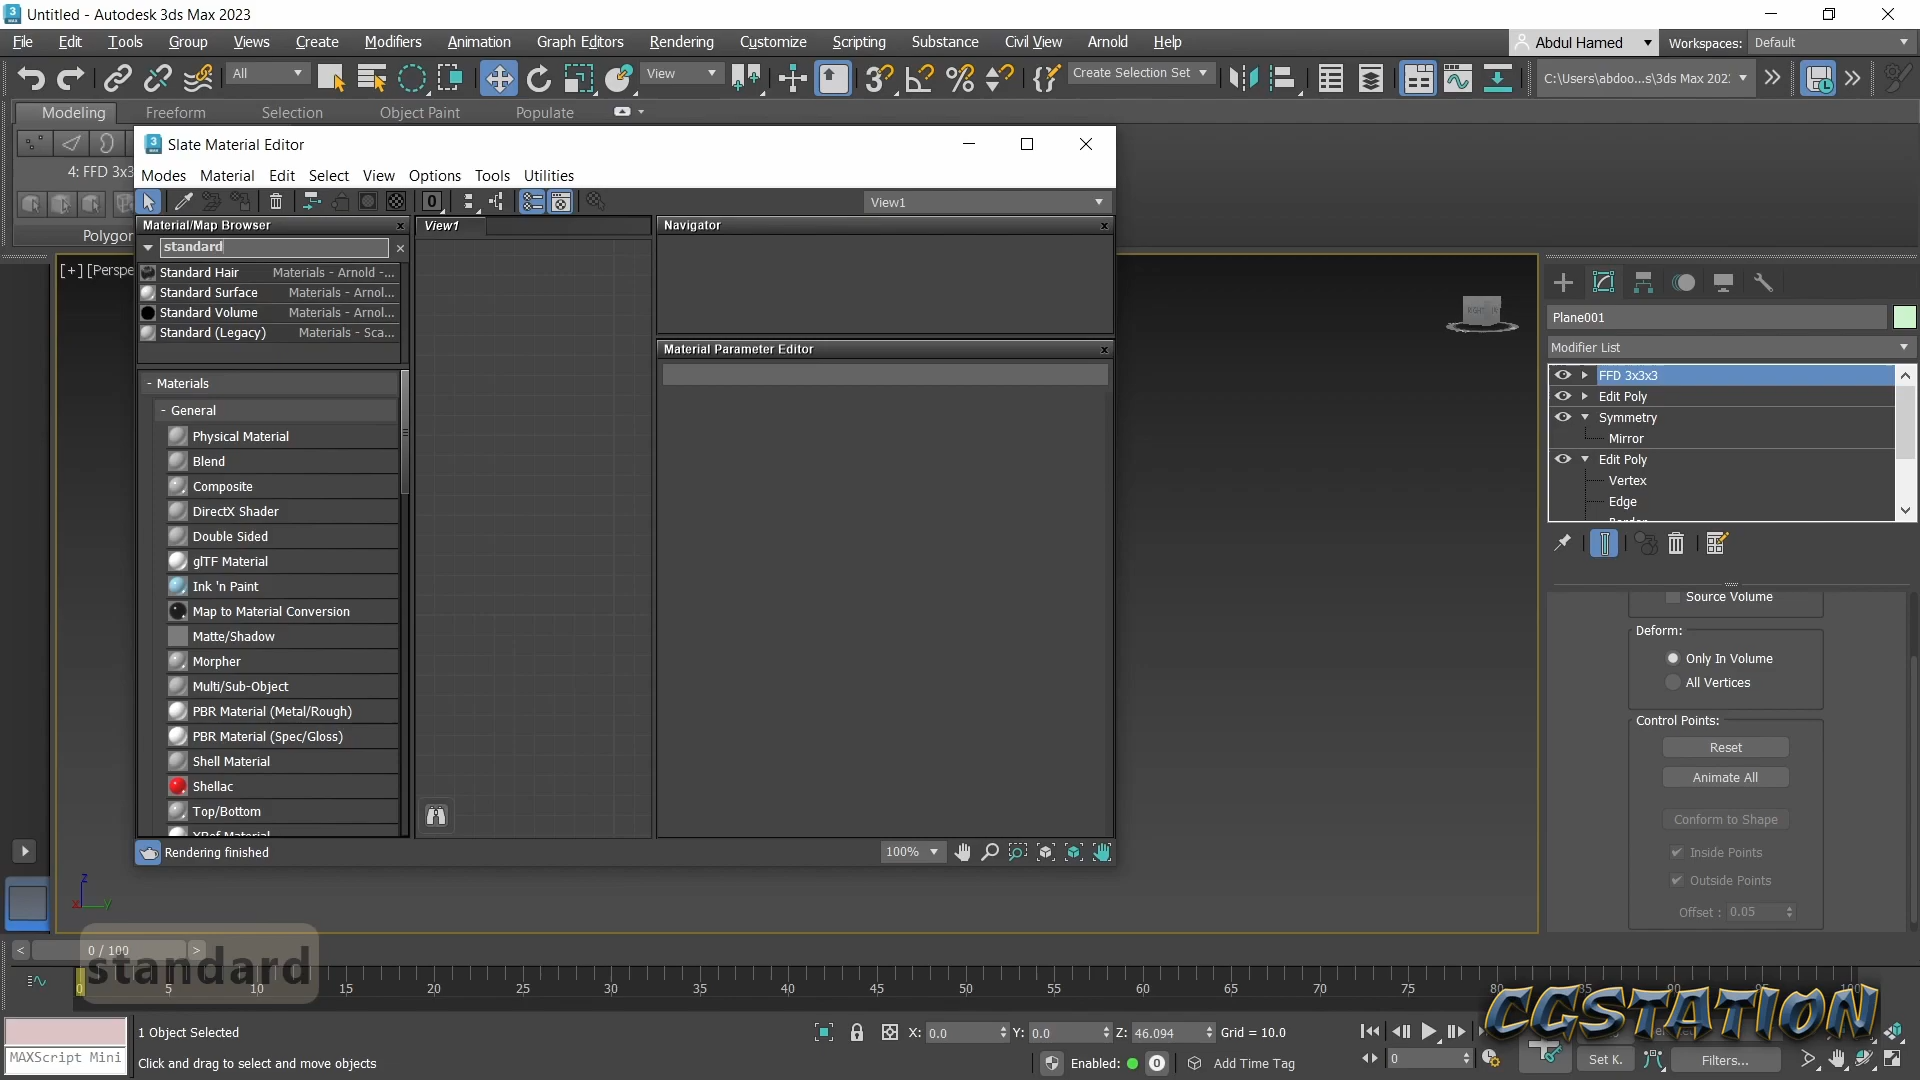 Untitled - Autodesk 3ds Max 2023
File Edit Tools Group Views Create Modifiers Animation Graph Editors Rendering Customize Scripting Substance Civil View Arnold Help
Abdul Hamed Workspaces: Default
All View Create Selection Set C:\Users\abdoo...s\3ds Max 202
Modeling Freeform Selection Object Paint Populate
Slate Material Editor
4: FFD 3x3
Modes Material Edit Select View Options Tools Utilities
0 View1
Material/Map Browser
View1
Navigator
Polygon
standard
[+] [Perspe
Standard Hair Materials - Arnold -...
Standard Surface Materials - Arnol...
Standard Volume Materials - Arnol...
Standard (Legacy) Materials - Sca...
Material Parameter Editor
- Materials
- General
Physical Material
Blend
Composite
DirectX Shader
Double Sided
glTF Material
Ink 'n Paint
Map to Material Conversion
Matte/Shadow
Morpher
Multi/Sub-Object
PBR Material (Metal/Rough)
PBR Material (Spec/Gloss)
Shell Material
Shellac
Top/Bottom
XRef Material
Rendering finished
100%
Plane001
Modifier List
FFD 3x3x3
Edit Poly
Symmetry
Mirror
Edit Poly
Vertex
Edge
Border
Source Volume
Deform:
Only In Volume
All Vertices
Control Points:
Reset
Animate All
Conform to Shape
Inside Points
Outside Points
Offset : 0.05
z
x y
< 0 / 100 >
standard
0 5 10 15 20 25 30 35 40 45 50 55 60 65 70 75 80
CGSTATION
1 Object Selected
X: 0.0 Y: 0.0 Z: 46.094 Grid = 10.0
MAXScript Mini
Click and drag to select and move objects
Enabled: 0 Add Time Tag
0
Set K. Filters...